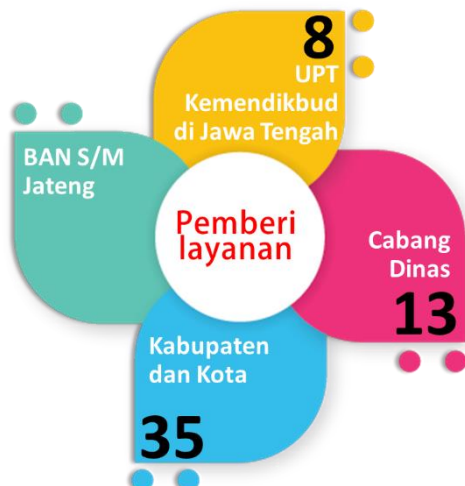 8
UPT
Kemendikbud
di Jawa Tengah
BAN S/M
Jateng
Pemberi
layanan
Cabang
Dinas
13
Kabupaten
dan Kota
35